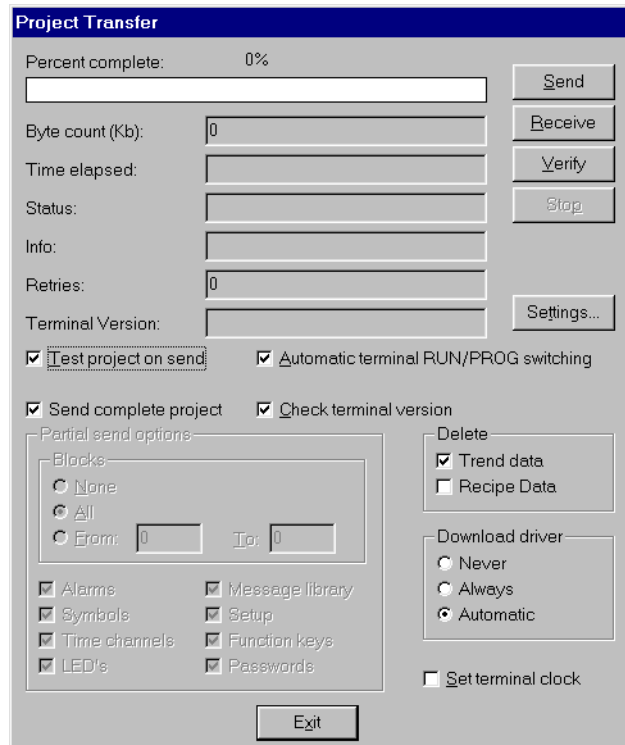 Project Transfer
Percent complete: 0%
Send
Byte count (Kb): 0
Receive
Time elapsed:
Verify
Status:
Stop
Info:
Retries: 0
Terminal Version:
Settings...
Test project on send
Automatic terminal RUN/PROG switching
Send complete project
Check terminal version
Partial send options
Blocks
None
All
From: 0 To: 0
Alarms
Message library
Symbols
Setup
Time channels
Function keys
LED's
Passwords
Delete
Trend data
Recipe Data
Download driver
Never
Always
Automatic
Set terminal clock
Exit